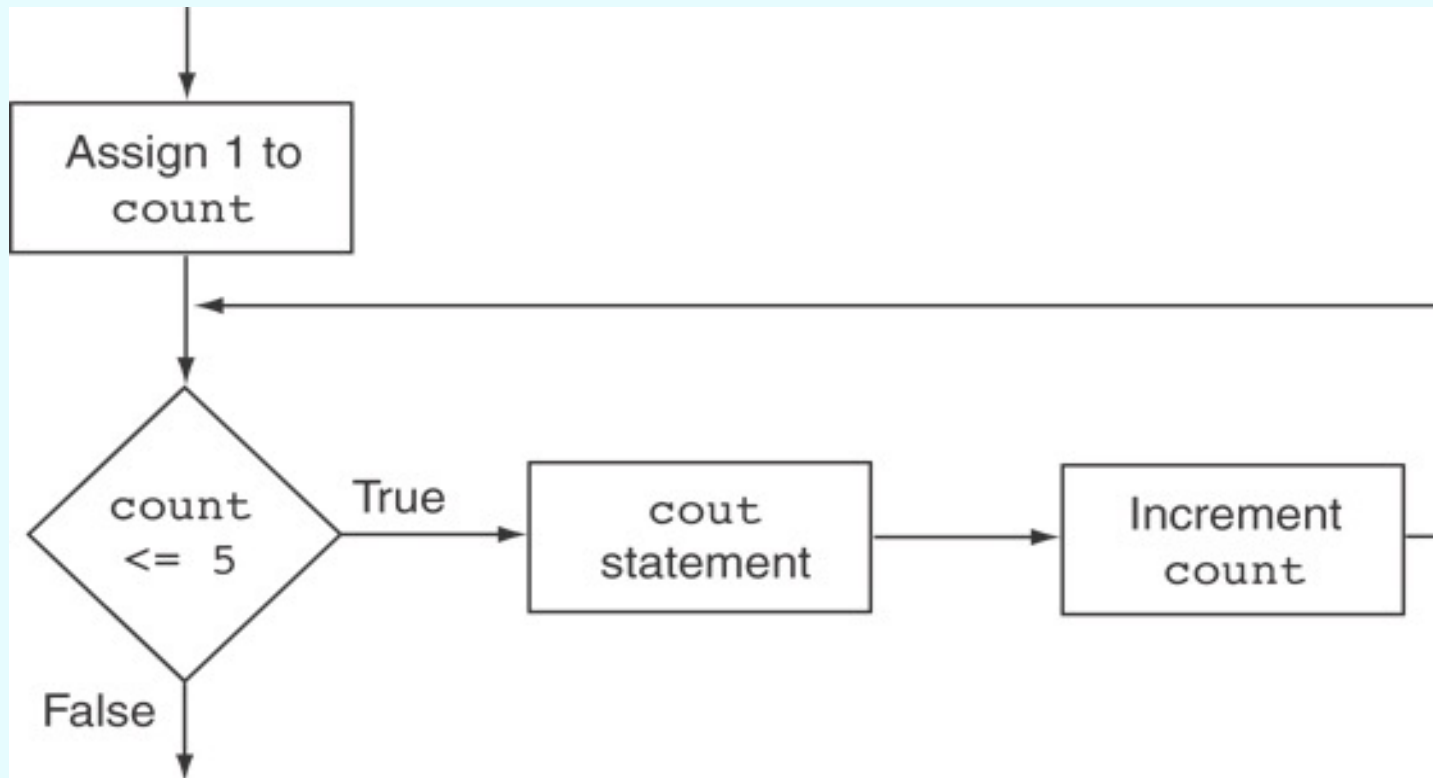 Assign 1 to
count
count
<= 5
True
cout
statement
Increment
count
False